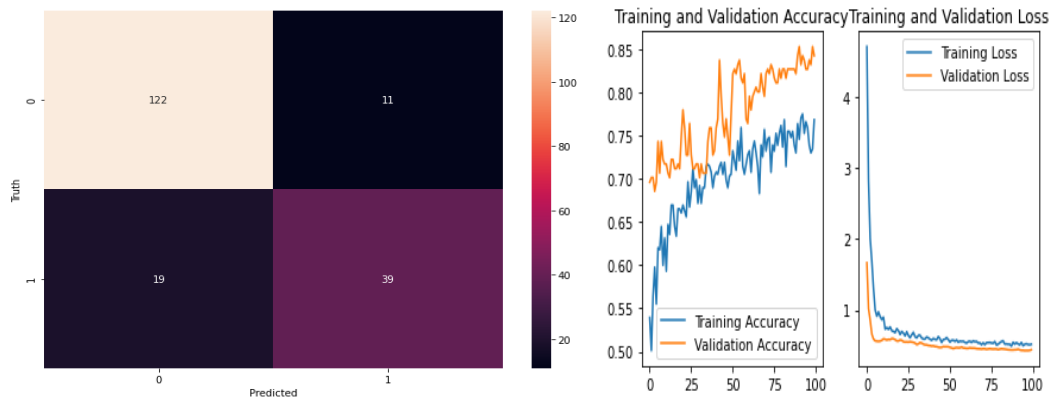 122
11
19
39
0
1
Truth
0
1
Predicted
120
100
80
60
40
20
Training and Validation Accuracy
0.85
0.80
0.75
0.70
0.65
0.60
0.55
0.50
Training Accuracy
Validation Accuracy
0 25 50 75 100
Training and Validation Loss
Training Loss
Validation Loss
4
3
2
1
0 25 50 75 100